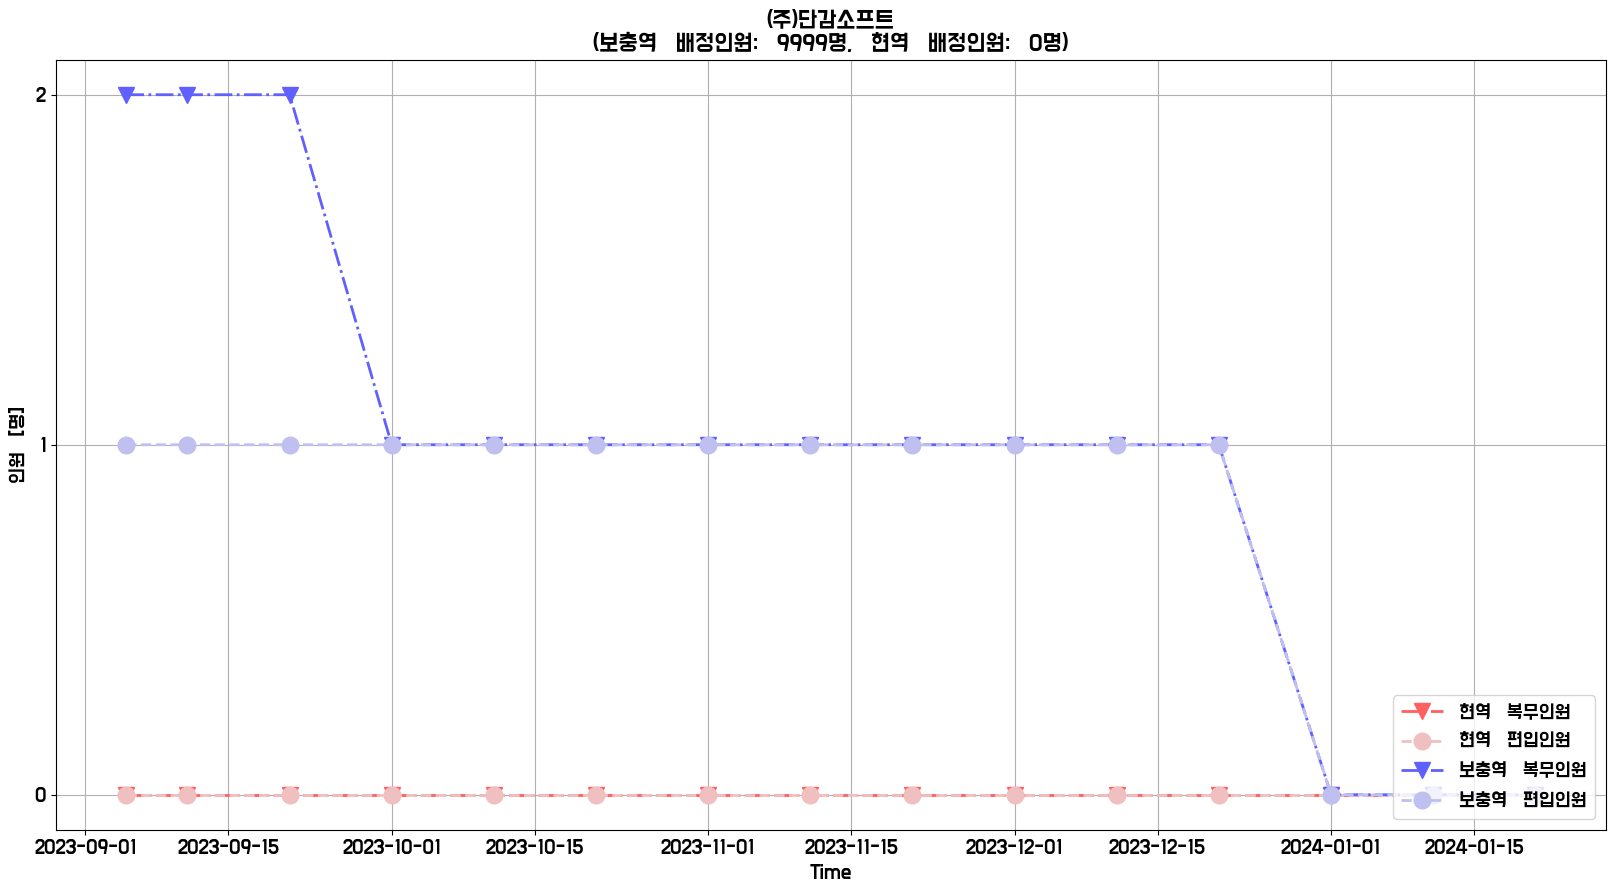 (주)단감소프트
(보충역 배정인원: 9999명, 현역 배정인원: 0명)
2
1
0
인원 [명]
2023-09-01 2023-09-15 2023-10-01 2023-10-15 2023-11-01 2023-11-15 2023-12-01 2023-12-15 2024-01-01 2024-01-15
Time
현역 복무인원
현역 편입인원
보충역 복무인원
보충역 편입인원